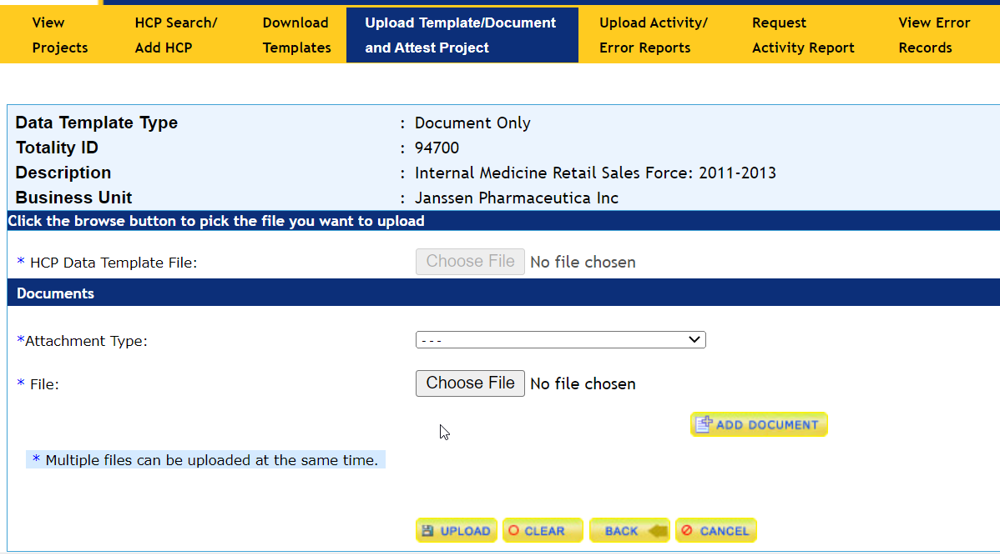 View Projects
HCP Search/ Add HCP
Download Templates
Upload Template/Document and Attest Project
Upload Activity/ Error Reports
Request Activity Report
View Error Records
Data Template Type : Document Only
Totality ID : 94700
Description : Internal Medicine Retail Sales Force: 2011-2013
Business Unit : Janssen Pharmaceutica Inc
Click the browse button to pick the file you want to upload
* HCP Data Template File: Choose File No file chosen
Documents
*Attachment Type: ---
* File: Choose File No file chosen
ADD DOCUMENT
* Multiple files can be uploaded at the same time.
UPLOAD CLEAR BACK CANCEL